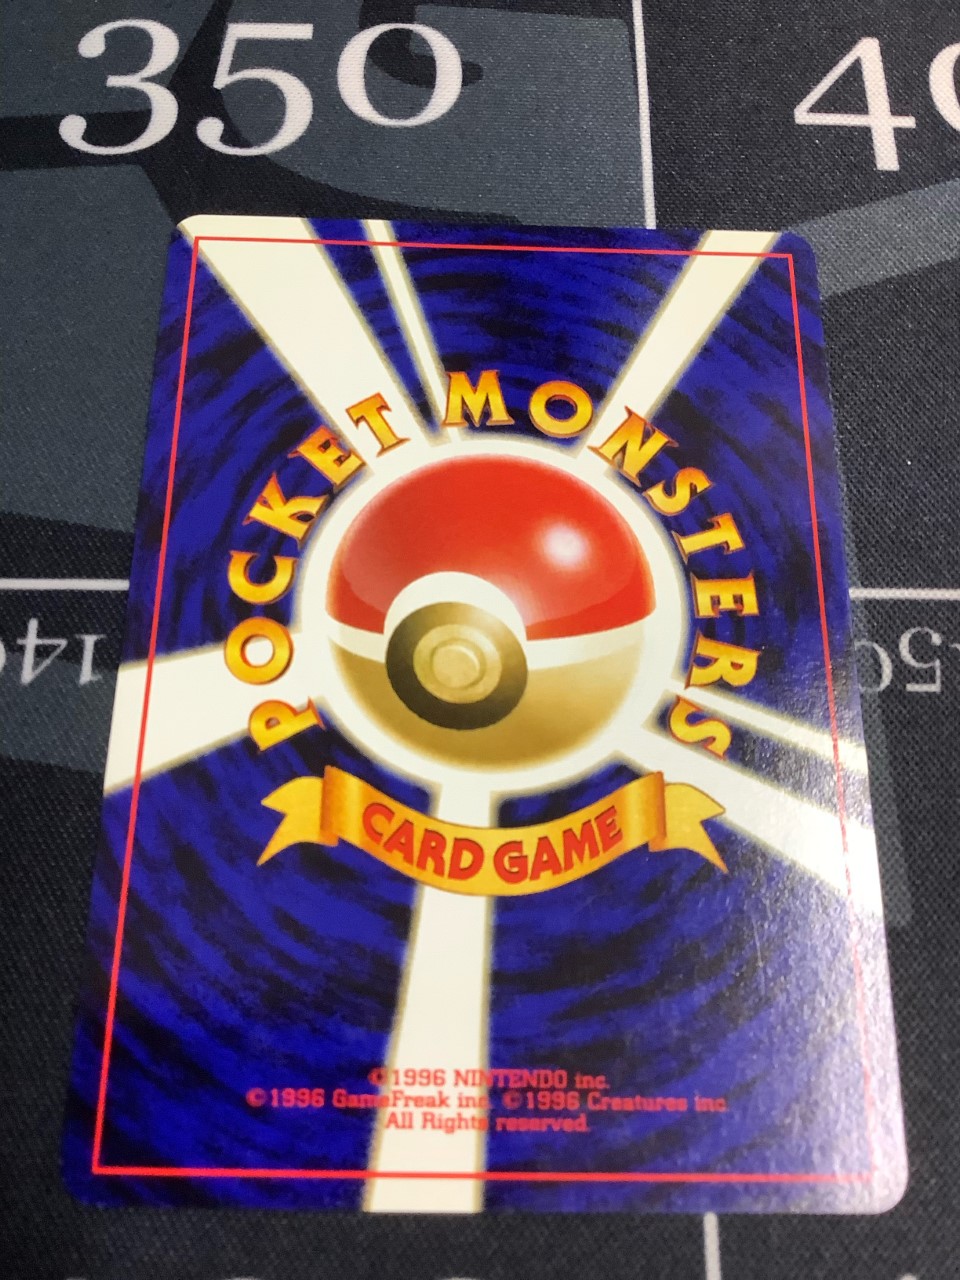 350
POCKET MONSTERS
CARD GAME
©1996 NINTENDO inc.
©1996 GameFreak inc. ©1996 Creatures inc.
All Rights reserved.